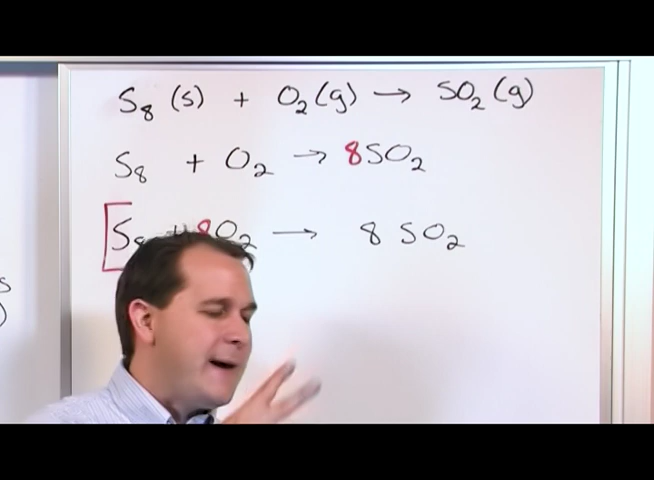 S₈ (s) + O₂(g) → SO₂(g)
S₈ + O₂ → 8SO₂
[S₈ + 8O₂ → 8 SO₂
s
)